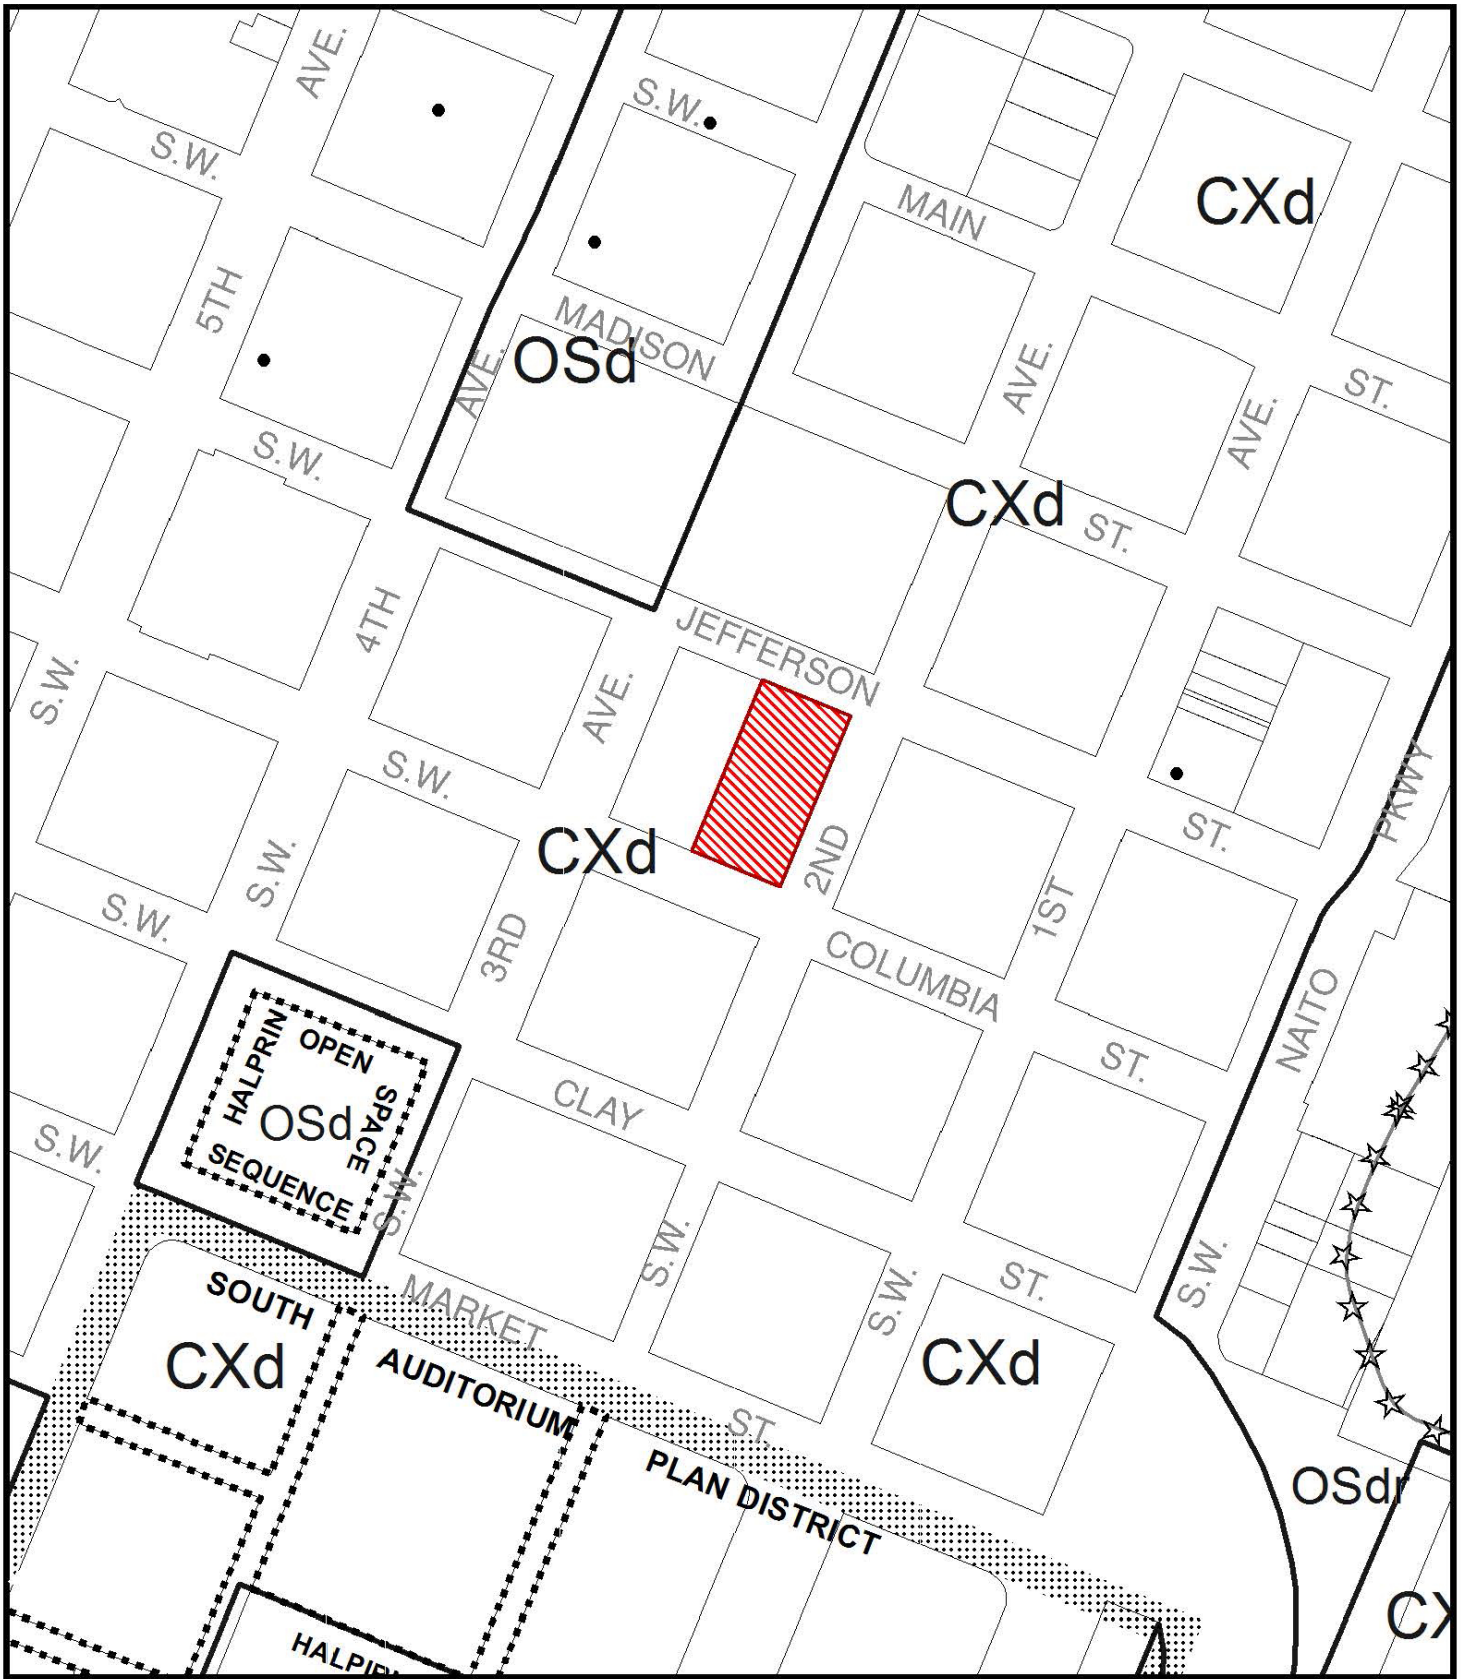 AVE.
S.W.
S.W.
CXd
MAIN
5TH
MADISON
OSd
AVE.
AVE.
ST.
AVE.
S.W.
CXd
ST.
4TH
JEFFERSON
S.W.
AVE.
S.W.
PKWY
ST.
CXd
2ND
S.W.
1ST
S.W.
3RD
COLUMBIA
NAITO
HALPRIN
OPEN
SPACE
OSd
SEQUENCE
ST.
CLAY
S.W.
S.W.
S.W.
S.W.
S.W.
ST.
SOUTH
MARKET
CXd
CXd
AUDITORIUM
ST.
PLAN DISTRICT
OSdr
CX